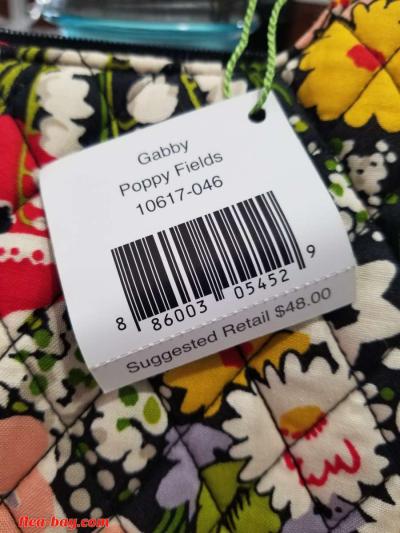 Gabby
Poppy Fields
10617-046
8 86003 05452 9
Suggested Retail $48.00
flea-bay.com